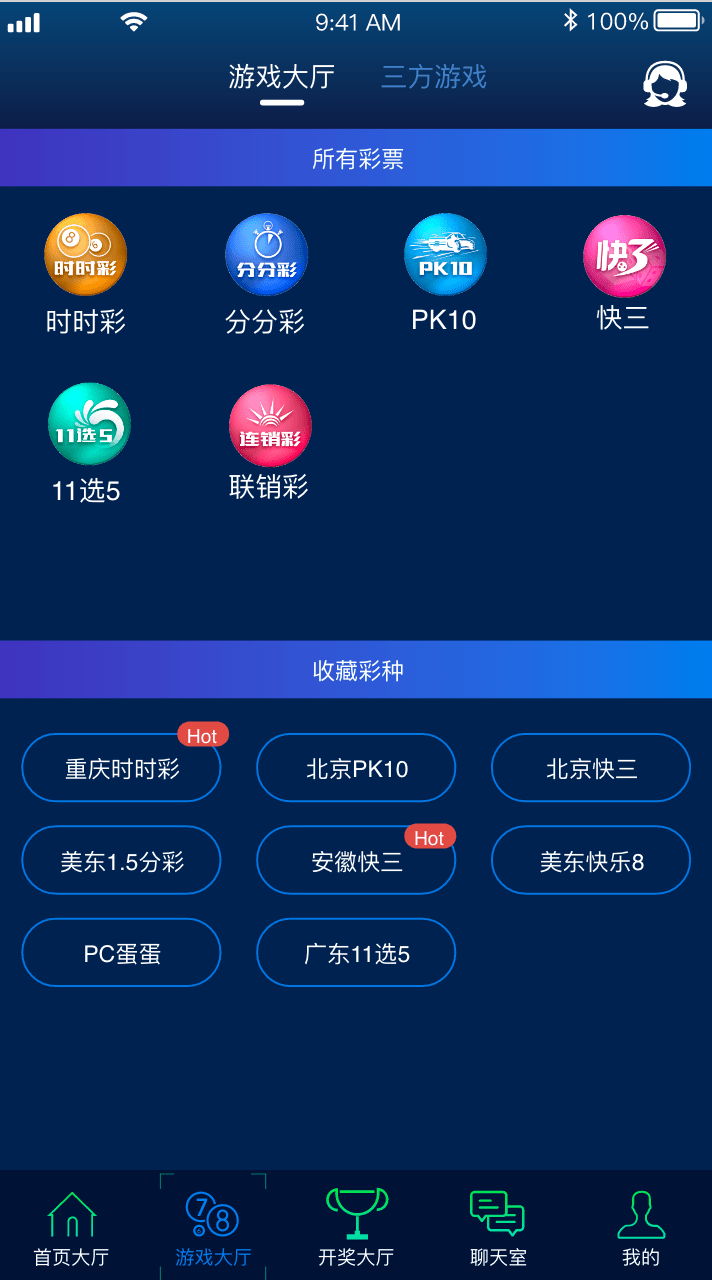 9:41 AM 100%
游戏大厅 三方游戏
所有彩票
时时彩 分分彩 PK10 快3
时时彩 分分彩 PK10 快三
11选5 连销彩
11选5 联销彩
收藏彩种
Hot
重庆时时彩 北京PK10 北京快三
Hot
美东1.5分彩 安徽快三 美东快乐8
PC蛋蛋 广东11选5
7 8
首页大厅 游戏大厅 开奖大厅 聊天室 我的